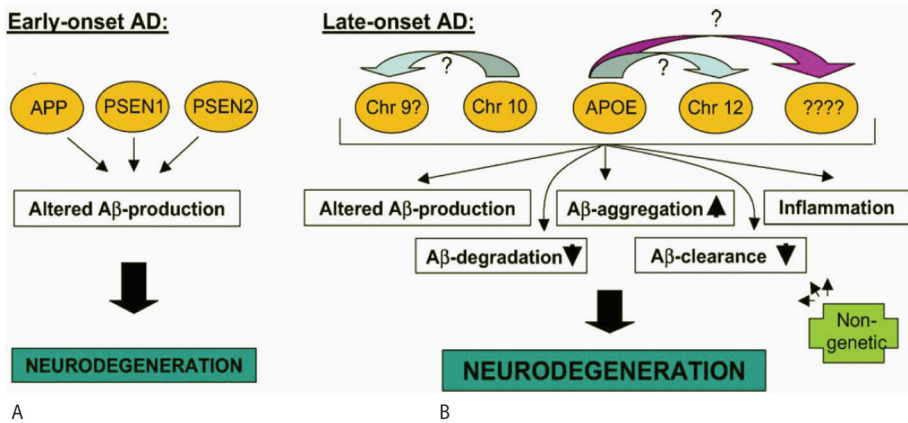 Early-onset AD:
APP
PSEN1
PSEN2
Altered Aβ-production
NEURODEGENERATION
A
Late-onset AD:
?
?
?
Chr 9?
Chr 10
APOE
Chr 12
????
Altered Aβ-production
Aβ-aggregation
Inflammation
Aβ-degradation
Aβ-clearance
Non-
genetic
NEURODEGENERATION
B